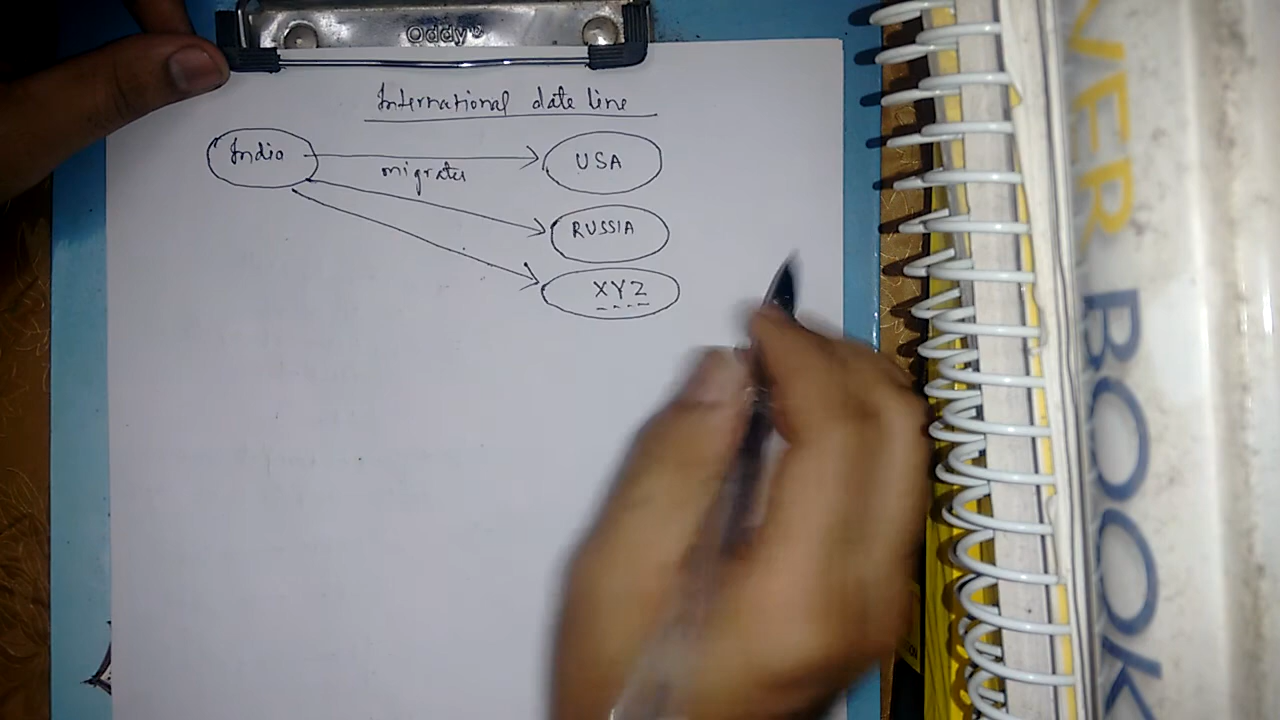 Oddy
International date line
India
migrates
USA
RUSSIA
XYZ
VER BOOK